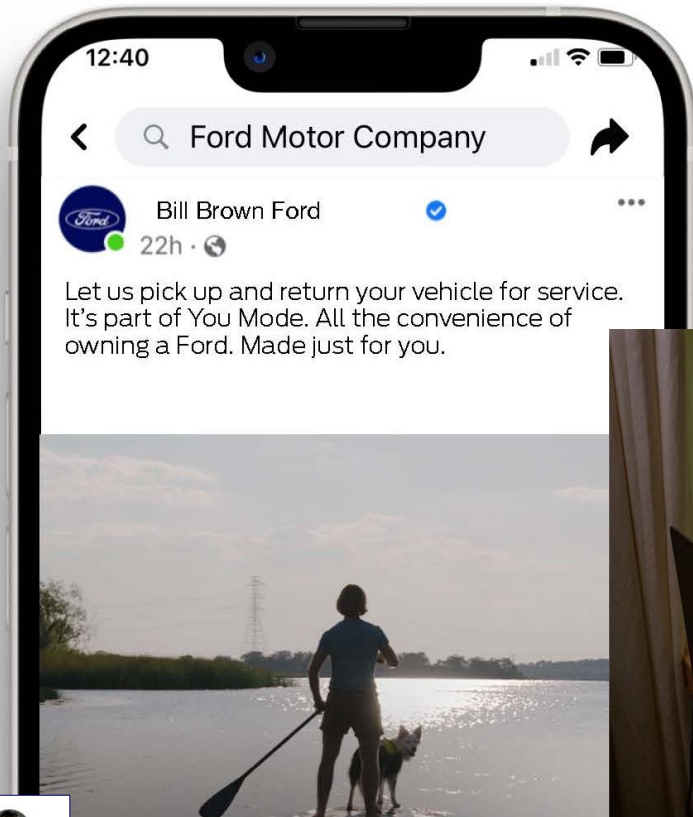 12:40
Ford Motor Company
Ford
Bill Brown Ford
22h ·
Let us pick up and return your vehicle for service.
It's part of You Mode. All the convenience of
owning a Ford. Made just for you.